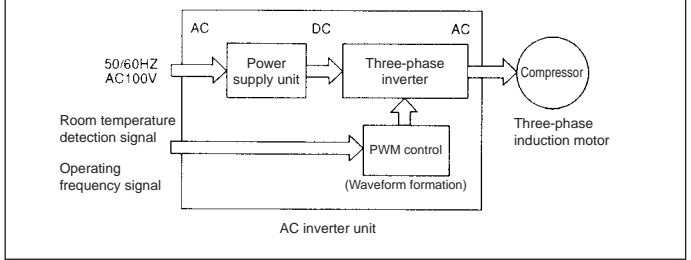 AC
DC
AC
50/60HZ
AC100V
Power
supply unit
Three-phase
inverter
Compressor
Room temperature
detection signal
Three-phase
induction motor
PWM control
Operating
frequency signal
(Waveform formation)
AC inverter unit